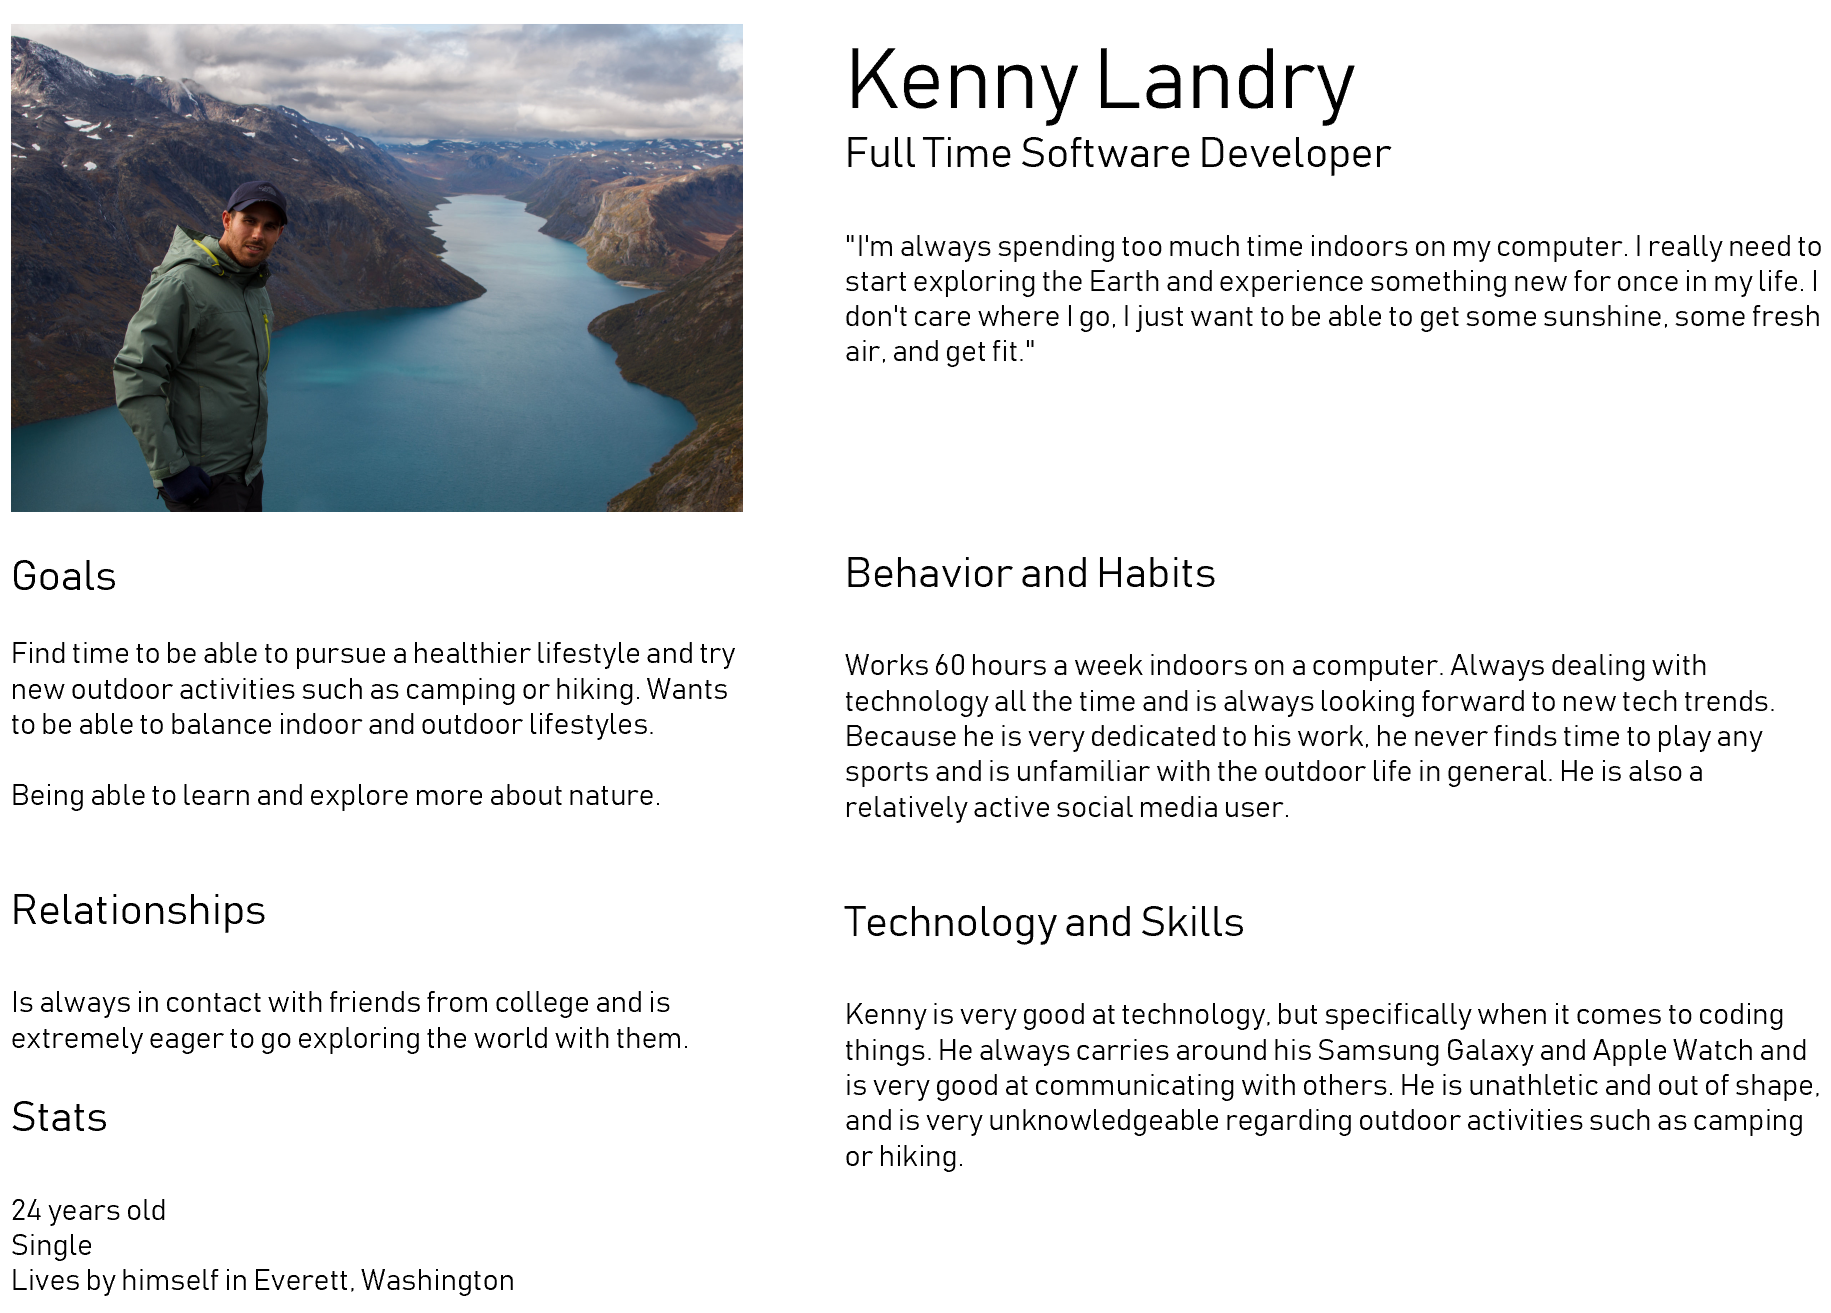 Kenny Landry
Full Time Software Developer
"I'm always spending too much time indoors on my computer. I really need to
start exploring the Earth and experience something new for once in my life. I
don't care where I go, I just want to be able to get some sunshine, some fresh
air, and get fit."
Goals
Find time to be able to pursue a healthier lifestyle and try
new outdoor activities such as camping or hiking. Wants
to be able to balance indoor and outdoor lifestyles.
Being able to learn and explore more about nature.
Relationships
Is always in contact with friends from college and is
extremely eager to go exploring the world with them.
Stats
24 years old
Single
Lives by himself in Everett, Washington
Behavior and Habits
Works 60 hours a week indoors on a computer. Always dealing with
technology all the time and is always looking forward to new tech trends.
Because he is very dedicated to his work, he never finds time to play any
sports and is unfamiliar with the outdoor life in general. He is also a
relatively active social media user.
Technology and Skills
Kenny is very good at technology, but specifically when it comes to coding
things. He always carries around his Samsung Galaxy and Apple Watch and
is very good at communicating with others. He is unathletic and out of shape,
and is very unknowledgeable regarding outdoor activities such as camping
or hiking.